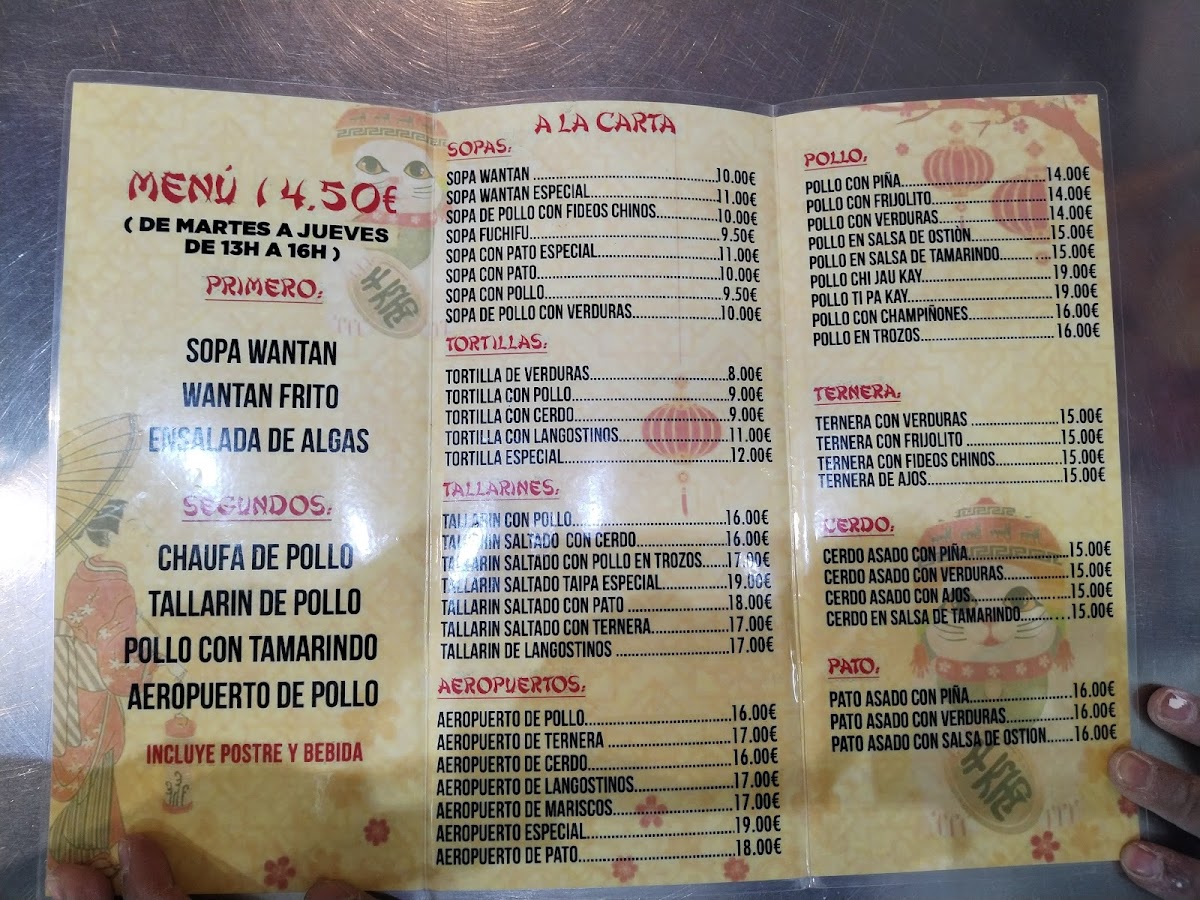 MENÚ 14,50€
( DE MARTES A JUEVES
DE 13H A 16H )
PRIMERO:
SOPA WANTAN
WANTAN FRITO
ENSALADA DE ALGAS
SEGUNDOS:
CHAUFA DE POLLO
TALLARIN DE POLLO
POLLO CON TAMARINDO
AEROPUERTO DE POLLO
INCLUYE POSTRE Y BEBIDA
A LA CARTA
SOPAS:
SOPA WANTAN ........10.00€
SOPA WANTAN ESPECIAL........11.00€
SOPA DE POLLO CON FIDEOS CHINOS........10.00€
SOPA FUCHIFU........9.50€
SOPA CON PATO ESPECIAL........11.00€
SOPA CON PATO........10.00€
SOPA CON POLLO........9.50€
SOPA DE POLLO CON VERDURAS........10.00€
TORTILLAS:
TORTILLA DE VERDURAS........8.00€
TORTILLA CON POLLO........9.00€
TORTILLA CON CERDO........9.00€
TORTILLA CON LANGOSTINOS........11.00€
TORTILLA ESPECIAL........12.00€
TALLARINES:
TALLARIN CON POLLO........16.00€
TALLARIN SALTADO CON CERDO........16.00€
TALLARIN SALTADO CON POLLO EN TROZOS......17.00€
TALLARIN SALTADO TAIPA ESPECIAL........19.00€
TALLARIN SALTADO CON PATO ........18.00€
TALLARIN SALTADO CON TERNERA........17.00€
TALLARIN DE LANGOSTINOS ........17.00€
AEROPUERTOS:
AEROPUERTO DE POLLO........16.00€
AEROPUERTO DE TERNERA ........17.00€
AEROPUERTO DE CERDO........16.00€
AEROPUERTO DE LANGOSTINOS........17.00€
AEROPUERTO DE MARISCOS........17.00€
AEROPUERTO ESPECIAL........19.00€
AEROPUERTO DE PATO........18.00€
POLLO:
POLLO CON PIÑA........14.00€
POLLO CON FRIJOLITO........14.00€
POLLO CON VERDURAS........14.00€
POLLO EN SALSA DE OSTIÒN........15.00€
POLLO EN SALSA DE TAMARINDO........15.00€
POLLO CHI JAU KAY........19.00€
POLLO TI PA KAY........19.00€
POLLO CON CHAMPIÑONES........16.00€
POLLO EN TROZOS........16.00€
TERNERA:
TERNERA CON VERDURAS ........15.00€
TERNERA CON FRIJOLITO ........15.00€
TERNERA CON FIDEOS CHINOS........15.00€
TERNERA DE AJOS........15.00€
CERDO:
CERDO ASADO CON PIÑA........15.00€
CERDO ASADO CON VERDURAS........15.00€
CERDO ASADO CON AJOS........15.00€
CERDO EN SALSA DE TAMARINDO........15.00€
PATO:
PATO ASADO CON PIÑA........16.00€
PATO ASADO CON VERDURAS........16.00€
PATO ASADO CON SALSA DE OSTION......16.00€